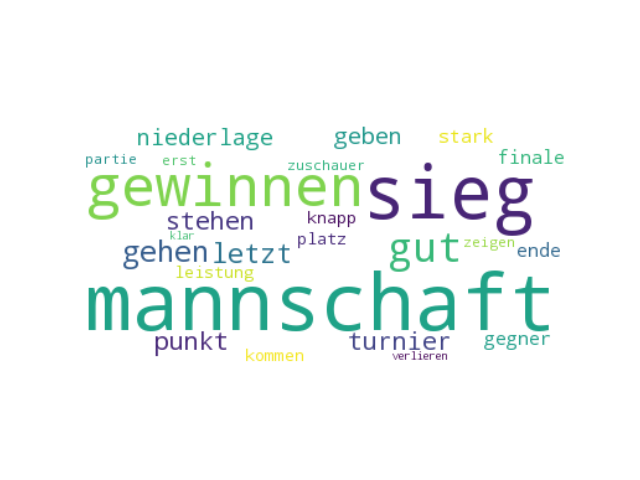 niederlage geben stark
partie erst zuschauer finale
gewinnen sieg
stehen knapp
klar platz
gehen letzt gut zeigen ende
leistung
mannschaft
punkt turnier gegner
kommen verlieren